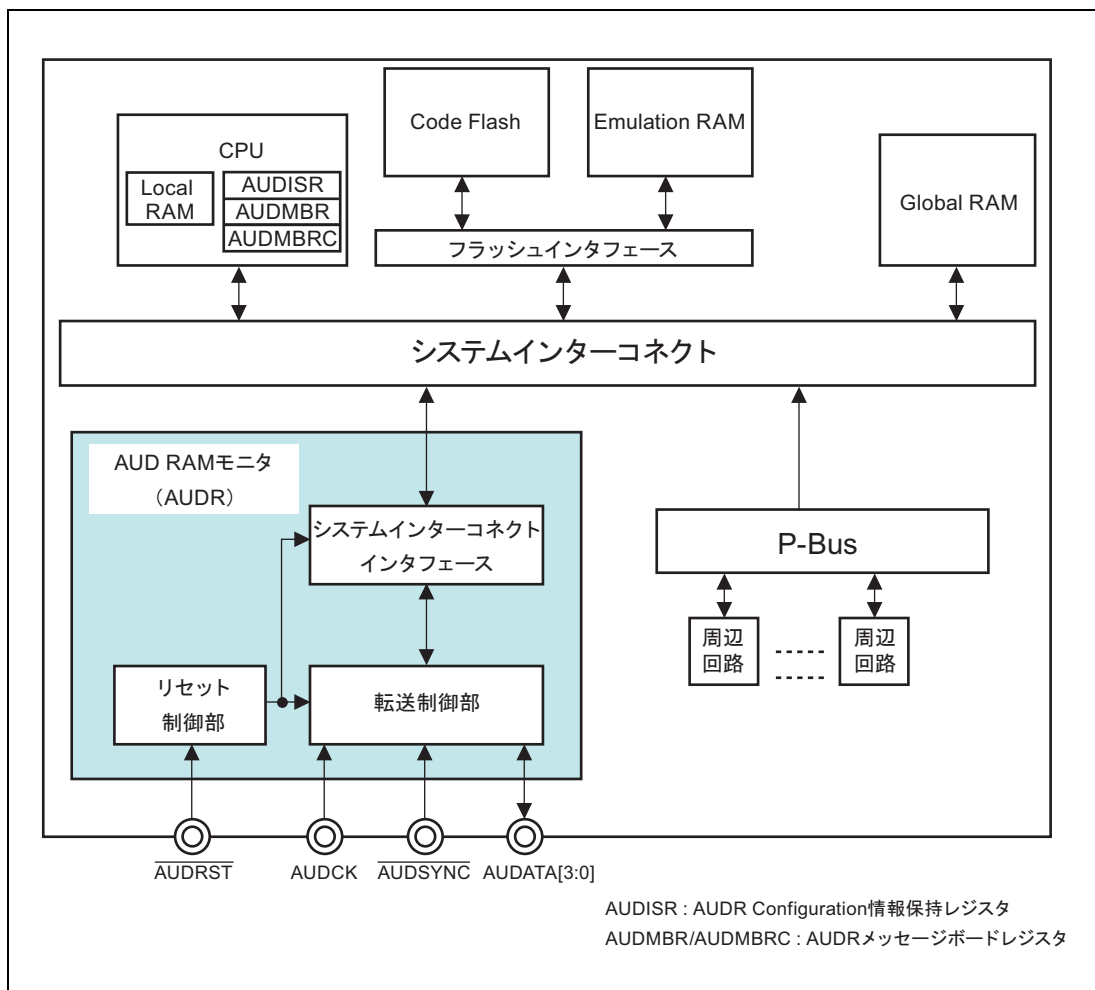 Code Flash
Emulation RAM
CPU
Local
RAM
AUDISR
AUDMBR
AUDMBRC
Global RAM
フラッシュインタフェース
システムインターコネクト
AUD RAMモニタ
（AUDR）
システムインターコネクト
インタフェース
P-Bus
周辺
回路
周辺
回路
リセット
制御部
転送制御部
AUDRST
AUDCK
AUDSYNC
AUDATA[3:0]
AUDISR : AUDR Configuration情報保持レジスタ
AUDMBR/AUDMBRC : AUDRメッセージボードレジスタ